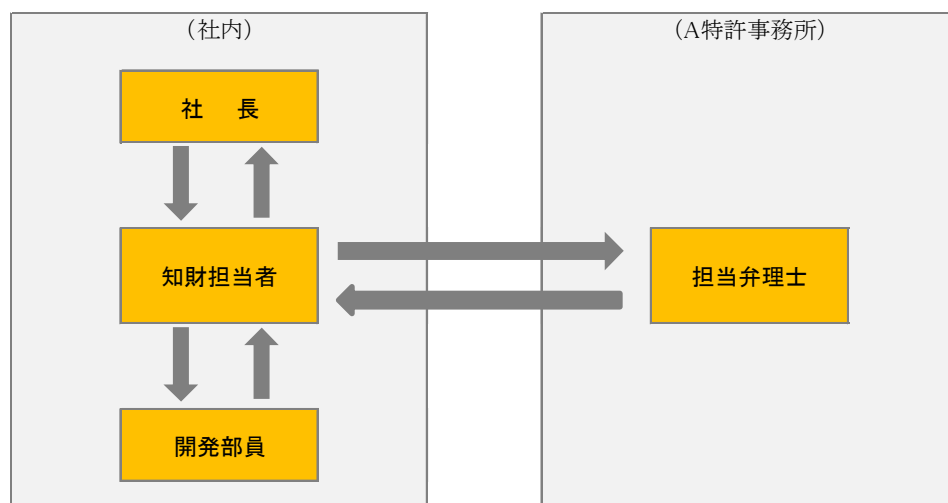 （社内）
（A特許事務所）
社　長
知財担当者
担当弁理士
開発部員